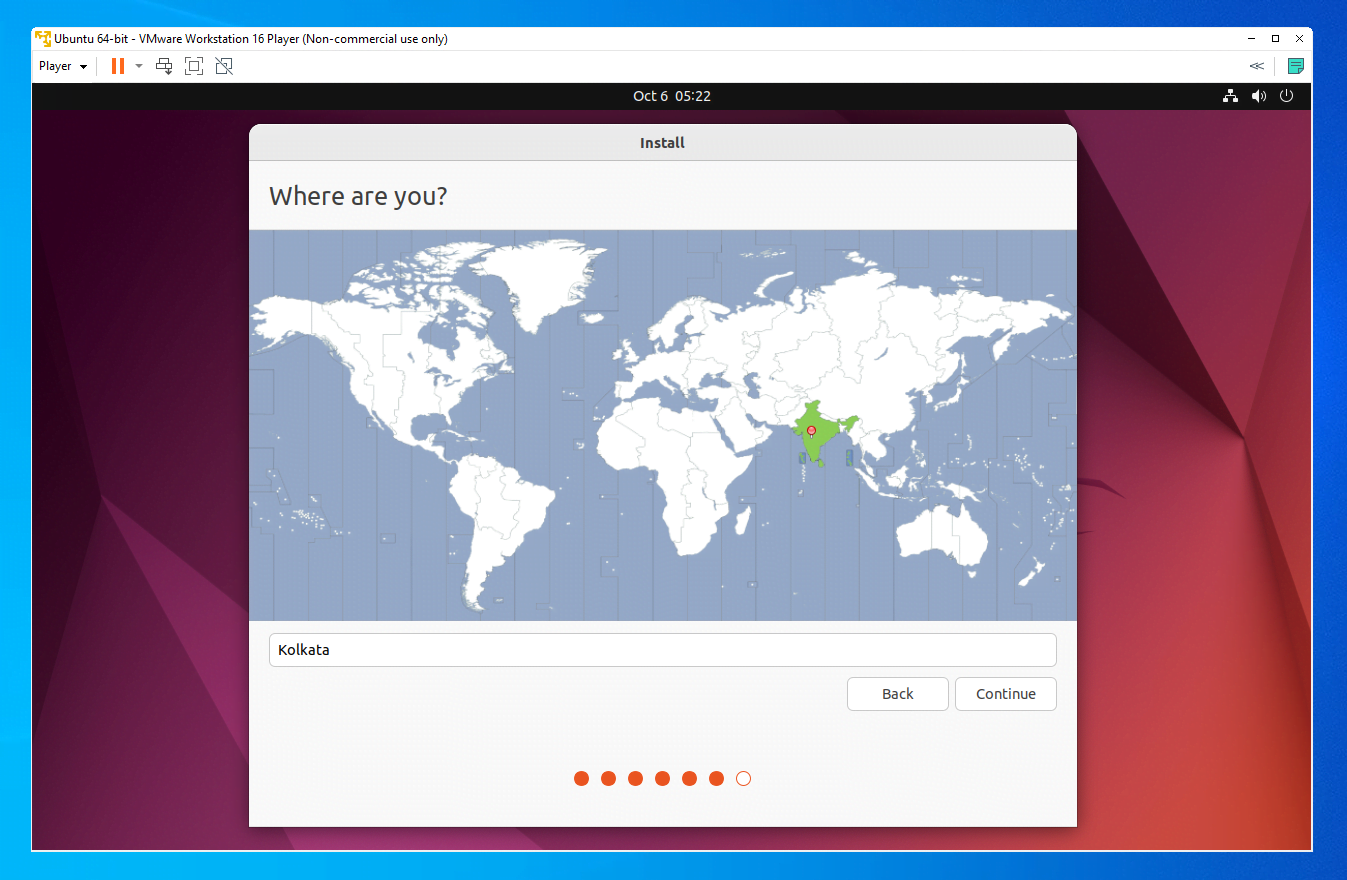 Ubuntu 64-bit - VMware Workstation 16 Player (Non-commercial use only)
Player
Oct 6 05:22
Install
Where are you?
Kolkata
Back
Continue